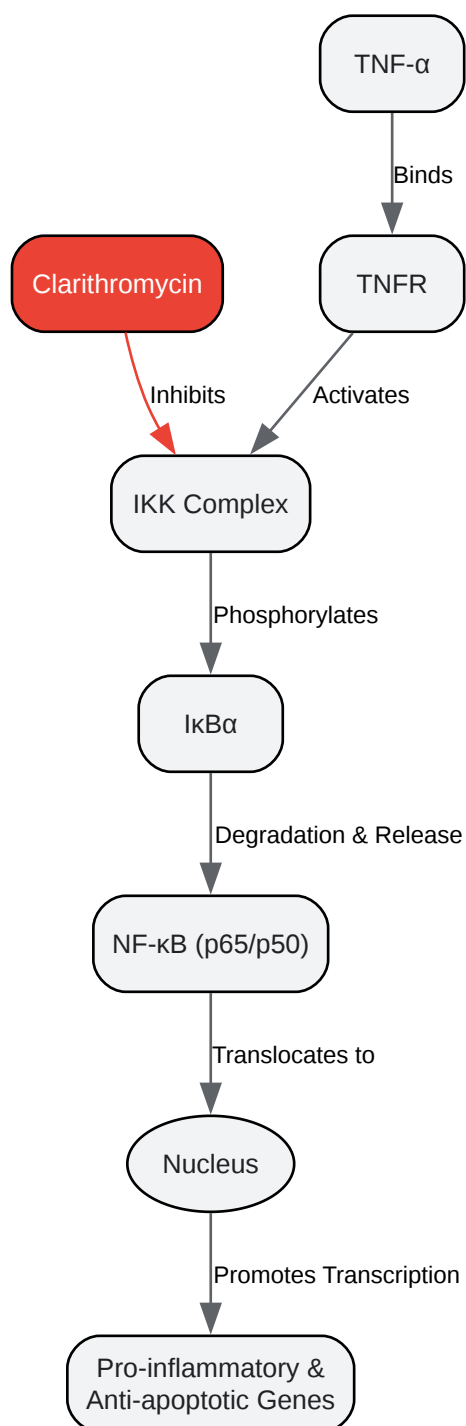 TNF-α
Binds
Clarithromycin
TNFR
Inhibits
Activates
IKK Complex
Phosphorylates
IκBα
Degradation & Release
NF-κB (p65/p50)
Translocates to
Nucleus
Promotes Transcription
Pro-inflammatory &
Anti-apoptotic Genes